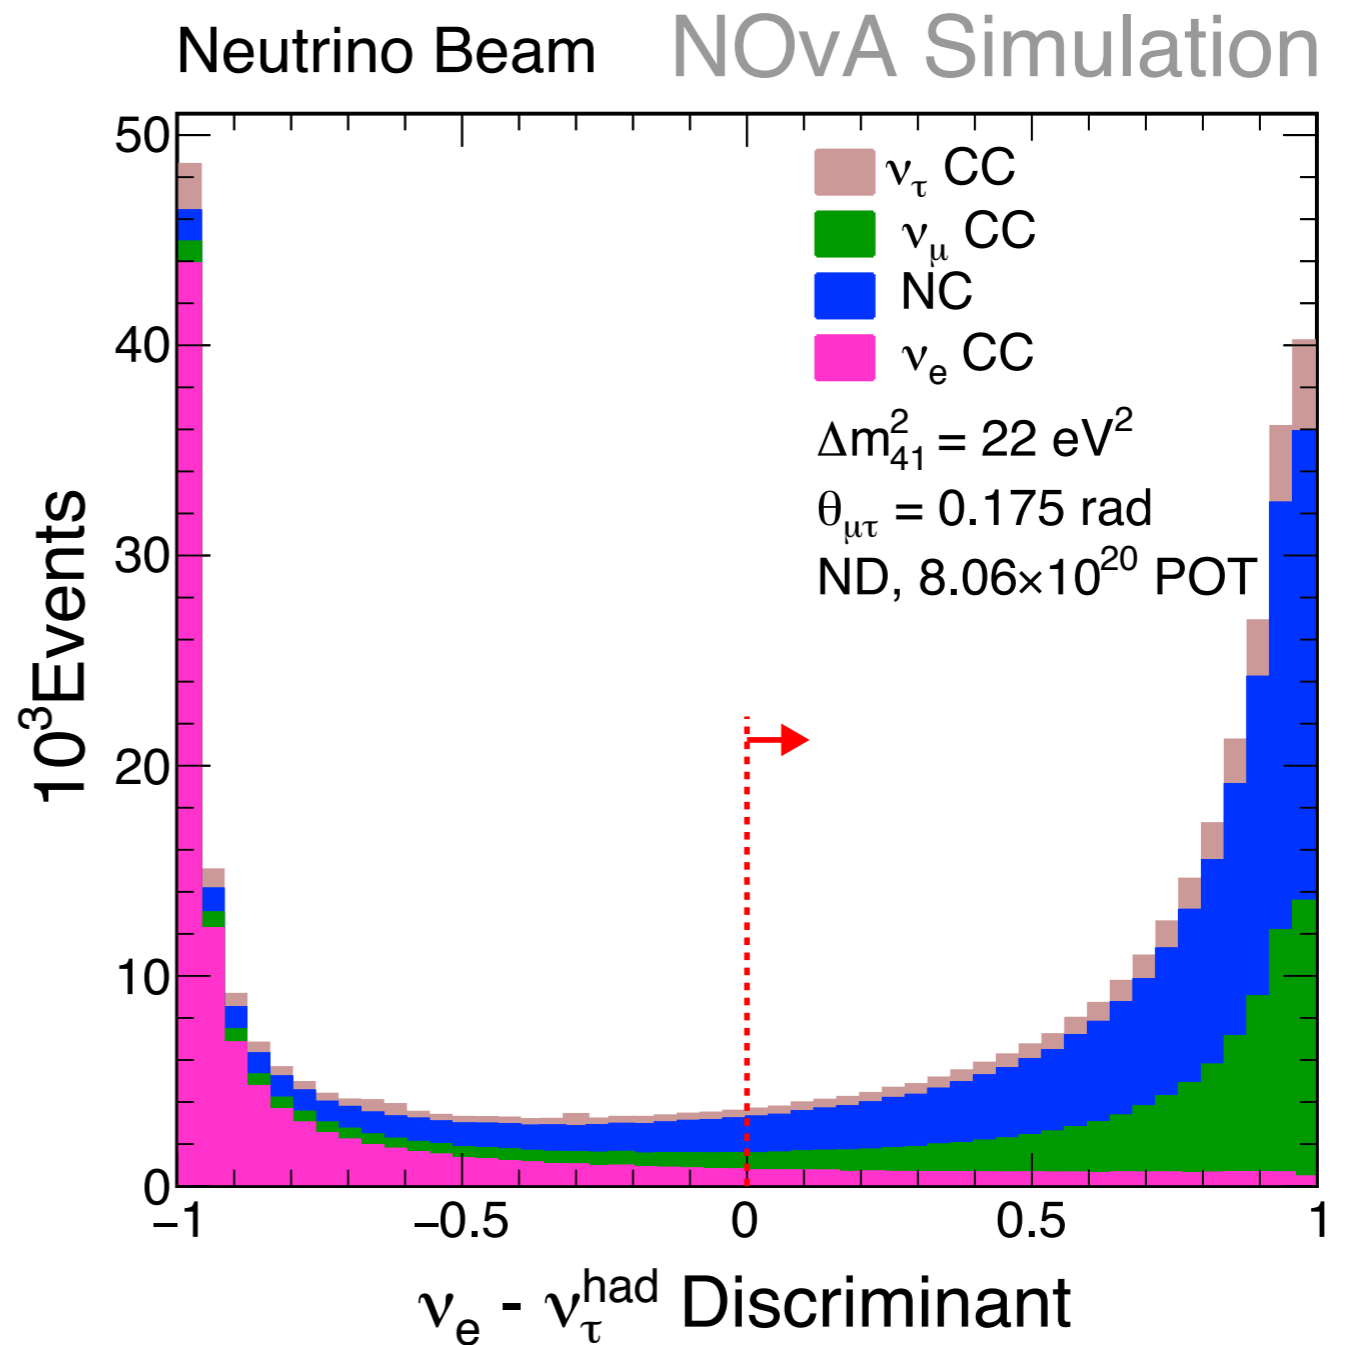 Neutrino Beam NOvA Simulation
50
40
30
20
10
0
10³Events
ντ CC
νμ CC
NC
νe CC
Δm²41 = 22 eV²
θμτ = 0.175 rad
ND, 8.06×10²⁰ POT
−1 −0.5 0 0.5 1
νe - ντhad Discriminant